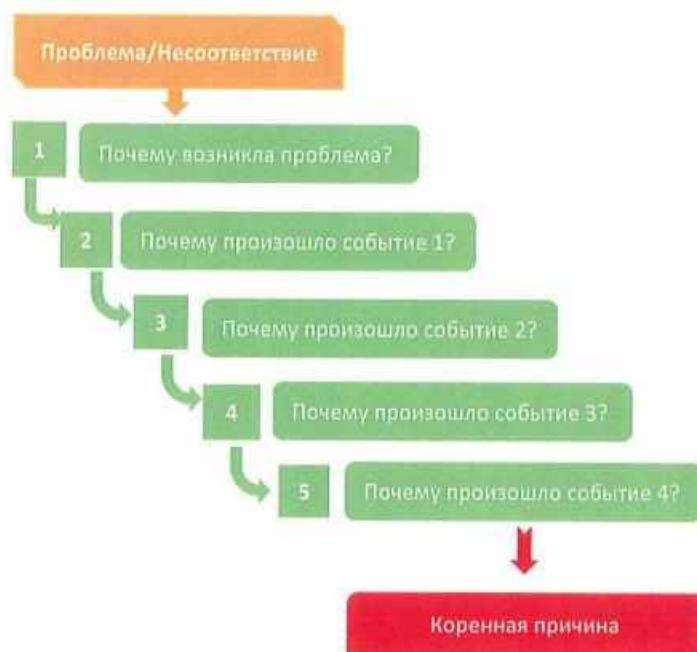 Проблема/Несоответствие
1
Почему возникла проблема?
2
Почему произошло событие 1?
3
Почему произошло событие 2?
4
Почему произошло событие 3?
5
Почему произошло событие 4?
Коренная причина